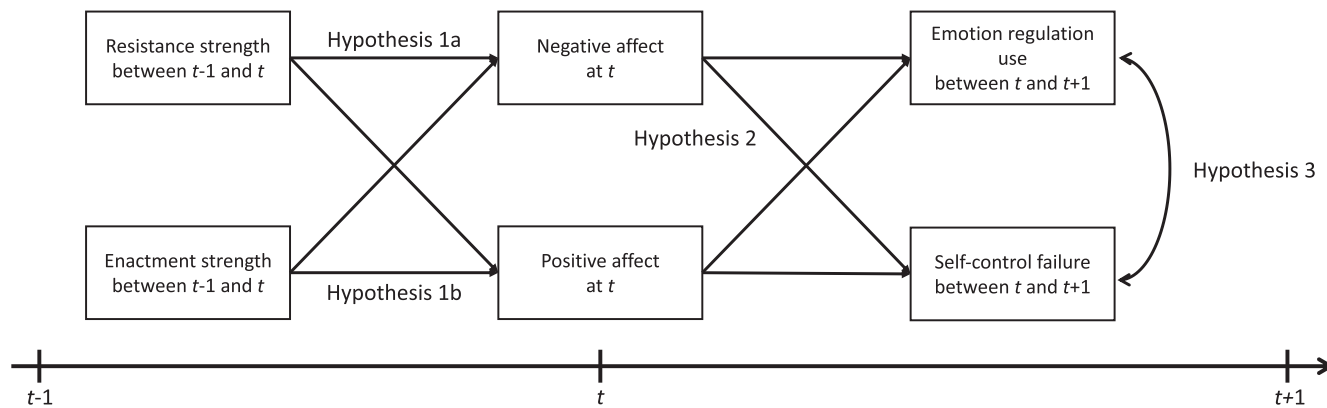 Resistance strength
between t-1 and t
Hypothesis 1a
Negative affect
at t
Emotion regulation
use
between t and t+1
Hypothesis 2
Hypothesis 3
Enactment strength
between t-1 and t
Hypothesis 1b
Positive affect
at t
Self-control failure
between t and t+1
t-1
t
t+1